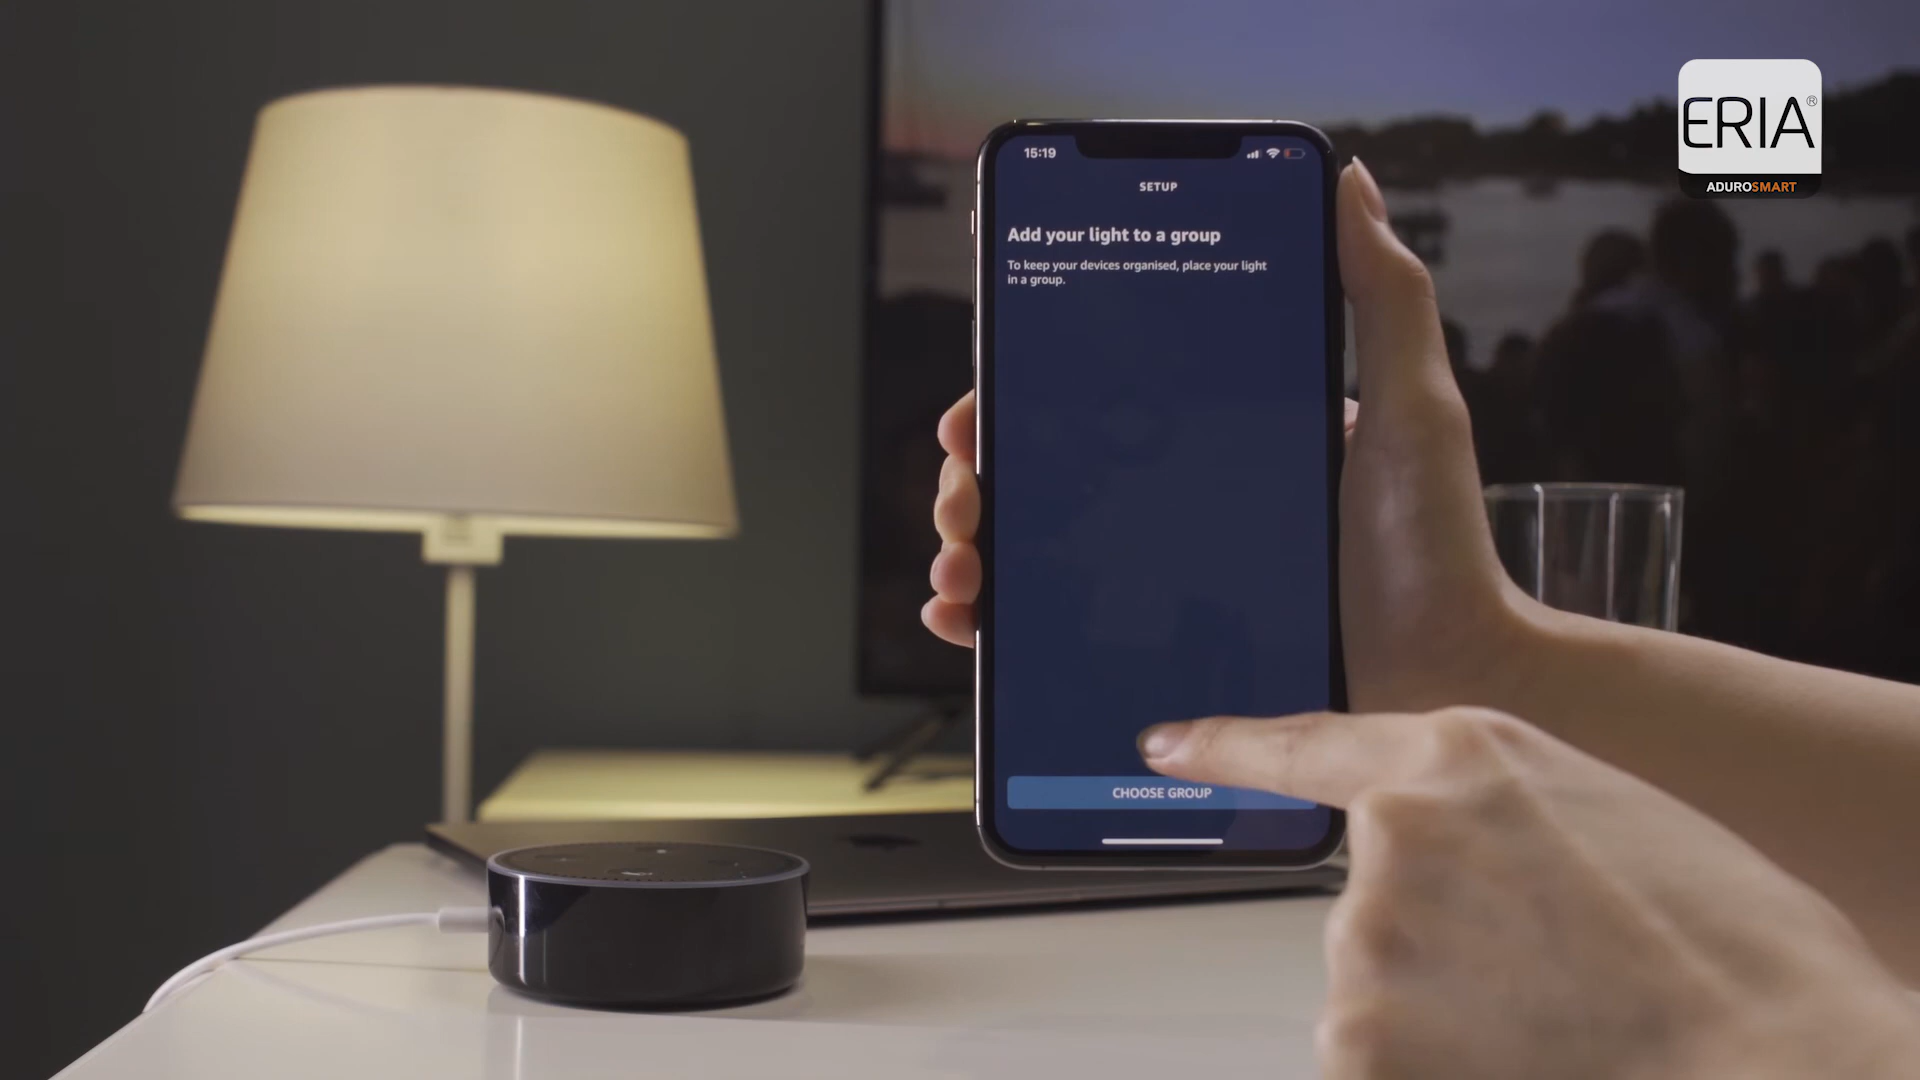 15:19
SETUP
Add your light to a group
To keep your devices organised, place your light
in a group.
CHOOSE GROUP
ERIA®
ADUROSMART